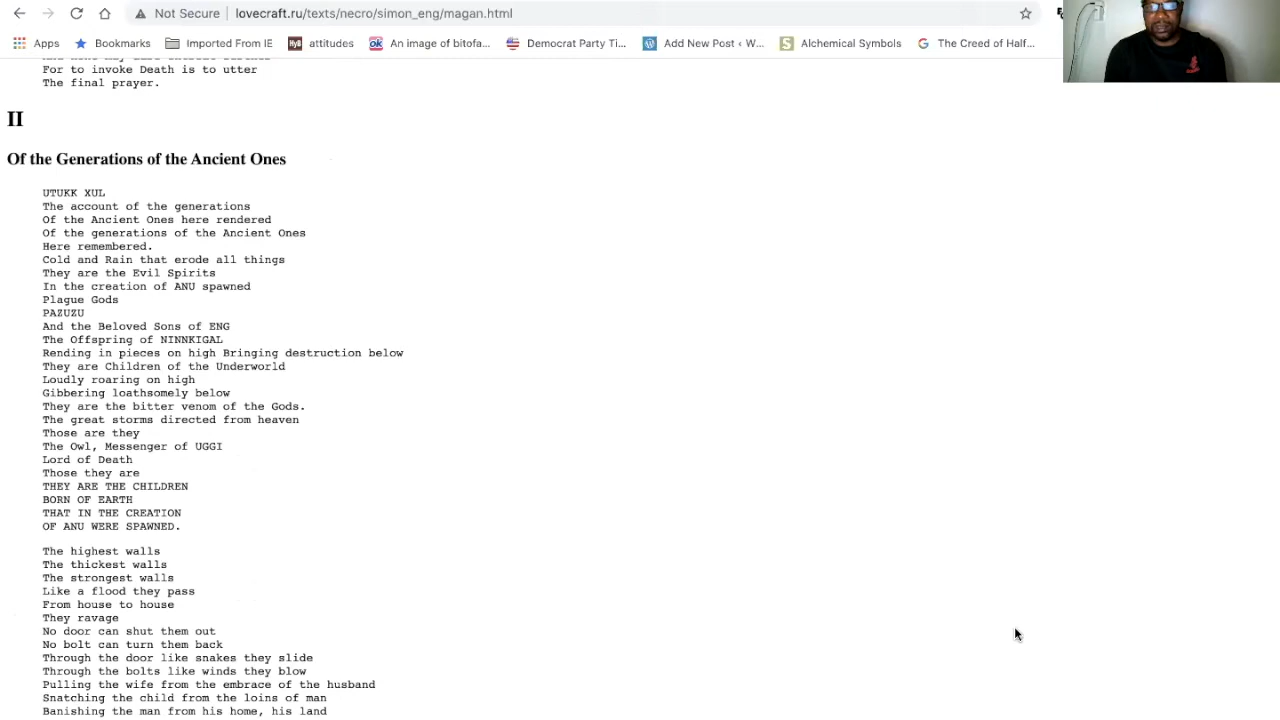 Not Secure
lovecraft.ru/texts/necro/simon_eng/magan.html
Apps
Bookmarks
Imported From IE
HyB
attitudes
ok
An image of bitofa...
Democrat Party Ti...
Add New Post ‹ W...
S
Alchemical Symbols
G
The Creed of Half...
For to invoke Death is to utter
The final prayer.
II
Of the Generations of the Ancient Ones
UTUKK XUL
The account of the generations
Of the Ancient Ones here rendered
Of the generations of the Ancient Ones
Here remembered.
Cold and Rain that erode all things
They are the Evil Spirits
In the creation of ANU spawned
Plague Gods
PAZUZU
And the Beloved Sons of ENG
The Offspring of NINNKIGAL
Rending in pieces on high Bringing destruction below
They are Children of the Underworld
Loudly roaring on high
Gibbering loathsomely below
They are the bitter venom of the Gods.
The great storms directed from heaven
Those are they
The Owl, Messenger of UGGI
Lord of Death
Those they are
THEY ARE THE CHILDREN
BORN OF EARTH
THAT IN THE CREATION
OF ANU WERE SPAWNED.
The highest walls
The thickest walls
The strongest walls
Like a flood they pass
From house to house
They ravage
No door can shut them out
No bolt can turn them back
Through the door like snakes they slide
Through the bolts like winds they blow
Pulling the wife from the embrace of the husband
Snatching the child from the loins of man
Banishing the man from his home, his land